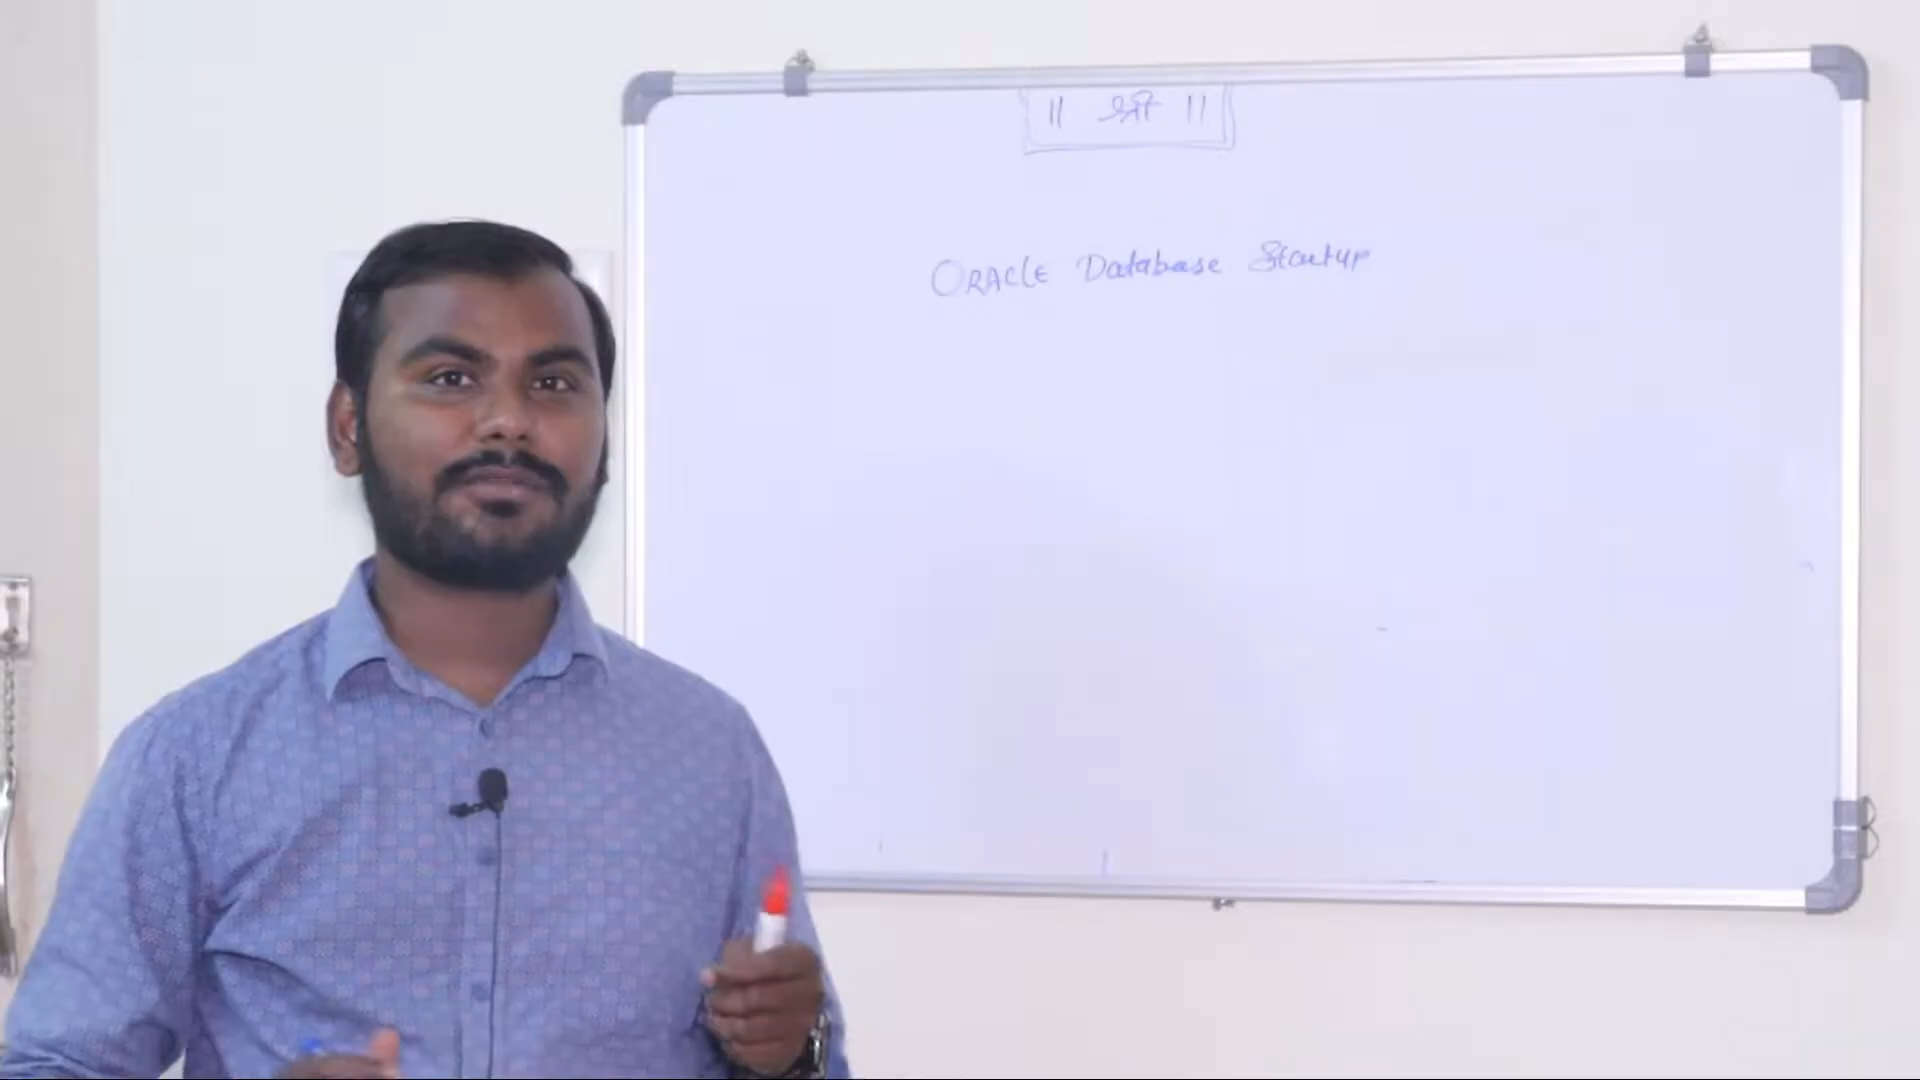 || श्री ||
ORACLE Database Startup